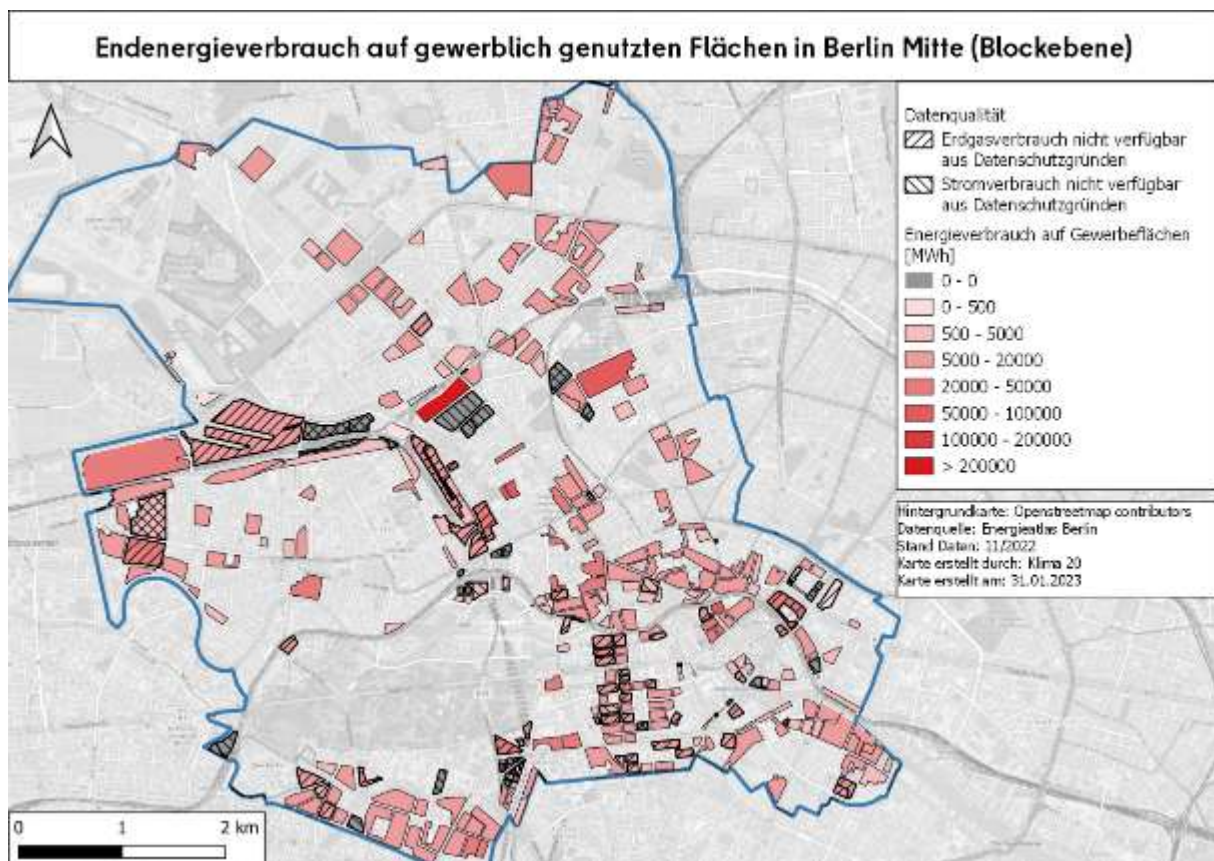 Endenergieverbrauch auf gewerblich genutzten Flächen in Berlin Mitte (Blockebene)
Datenqualität
Erdgasverbrauch nicht verfügbar
aus Datenschutzgründen
Stromverbrauch nicht verfügbar
aus Datenschutzgründen
Energieverbrauch auf Gewerbeflächen
[MWh]
0 - 0
0 - 500
500 - 5000
5000 - 20000
20000 - 50000
50000 - 100000
100000 - 200000
> 200000
Hintergrundkarte: Openstreetmap contributors
Datenquelle: Energieatlas Berlin
Stand Daten: 11/2022
Karte erstellt durch: Klima 20
Karte erstellt am: 31.01.2023
0 1 2 km